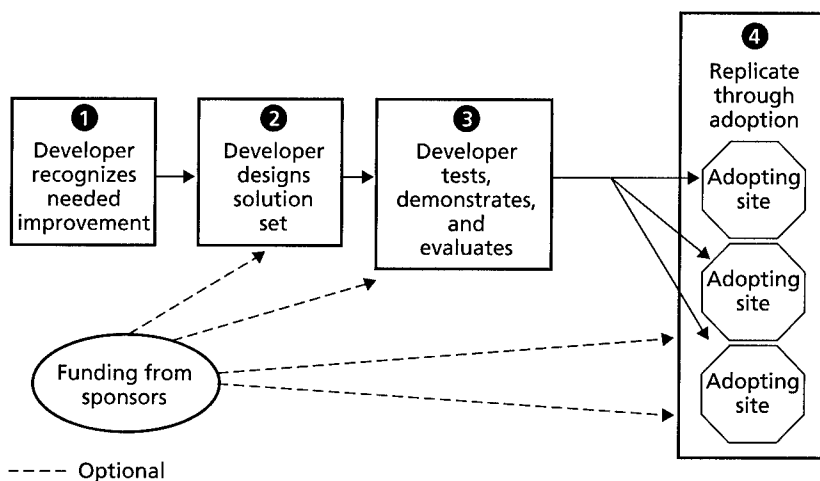 1
Developer
recognizes
needed
improvement
2
Developer
designs
solution
set
3
Developer
tests,
demonstrates,
and
evaluates
4
Replicate
through
adoption
Adopting
site
Adopting
site
Adopting
site
Funding from
sponsors
----- Optional